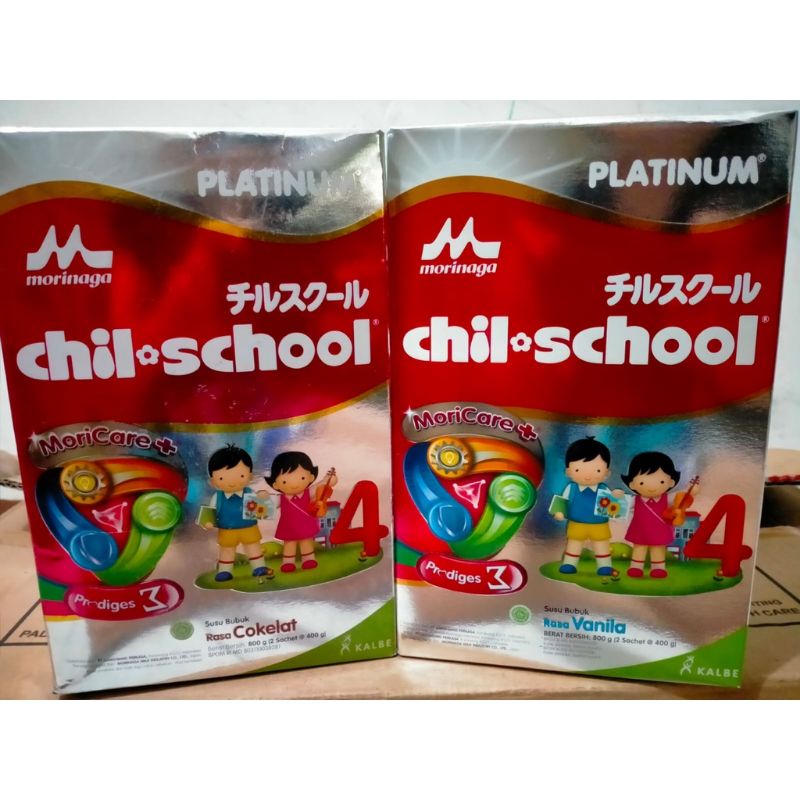 PLATINUM
morinaga
チルスクール
chil school®
MoriCare +
Prodiges 3
4
Susu Bubuk
Rasa Cokelat
Berat Bersih: 800 g (2 Sachet @ 400 g)
KALBE
PLATINUM®
morinaga
チルスクール
chil school®
MoriCare +
Prodiges 3
4
Susu Bubuk
Rasa Vanila
BERAT BERSIH: 800 g (2 Sachet @ 400 g)
KALBE